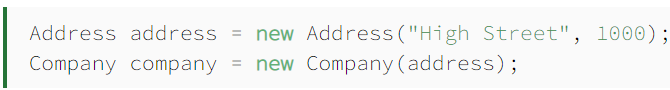 Address address = new Address("High Street", 1000);
Company company = new Company(address);